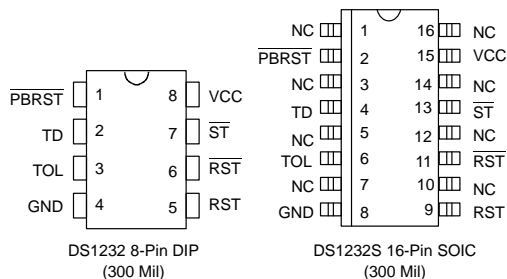 PBRST 1 8 VCC
TD 2 7 ST
TOL 3 6 RST
GND 4 5 RST
DS1232 8-Pin DIP
(300 Mil)
NC 1 16 NC
PBRST 2 15 VCC
NC 3 14 NC
TD 4 13 ST
NC 5 12 NC
TOL 6 11 RST
NC 7 10 NC
GND 8 9 RST
DS1232S 16-Pin SOIC
(300 Mil)